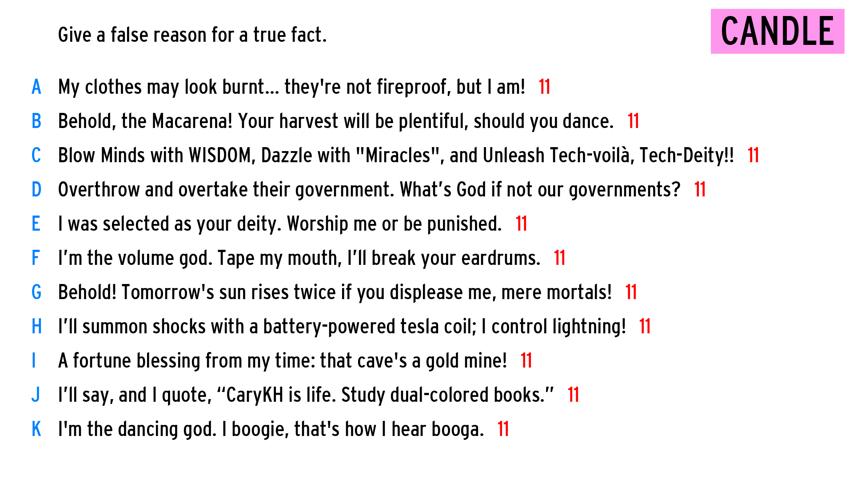 Give a false reason for a true fact.
CANDLE
A My clothes may look burnt... they're not fireproof, but I am! 11
B Behold, the Macarena! Your harvest will be plentiful, should you dance. 11
C Blow Minds with WISDOM, Dazzle with "Miracles", and Unleash Tech-voilà, Tech-Deity!! 11
D Overthrow and overtake their government. What’s God if not our governments? 11
E I was selected as your deity. Worship me or be punished. 11
F I’m the volume god. Tape my mouth, I’ll break your eardrums. 11
G Behold! Tomorrow's sun rises twice if you displease me, mere mortals! 11
H I’ll summon shocks with a battery-powered tesla coil; I control lightning! 11
I A fortune blessing from my time: that cave's a gold mine! 11
J I’ll say, and I quote, “CaryKH is life. Study dual-colored books.” 11
K I'm the dancing god. I boogie, that's how I hear booga. 11